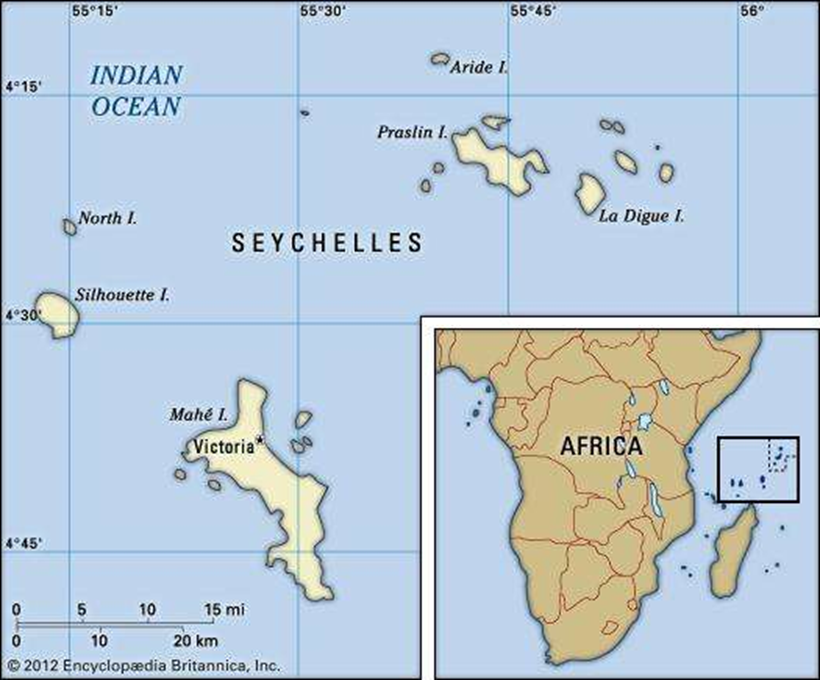 55°15'
55°30'
55°45'
56°
Aride I.
INDIAN
OCEAN
4°15'
Praslin I.
North I.
La Digue I.
SEYCHELLES
Silhouette I.
4°30'
Mahé I.
Victoria
AFRICA
4°45'
0 5 10 15 mi
0 10 20 km
© 2012 Encyclopædia Britannica, Inc.